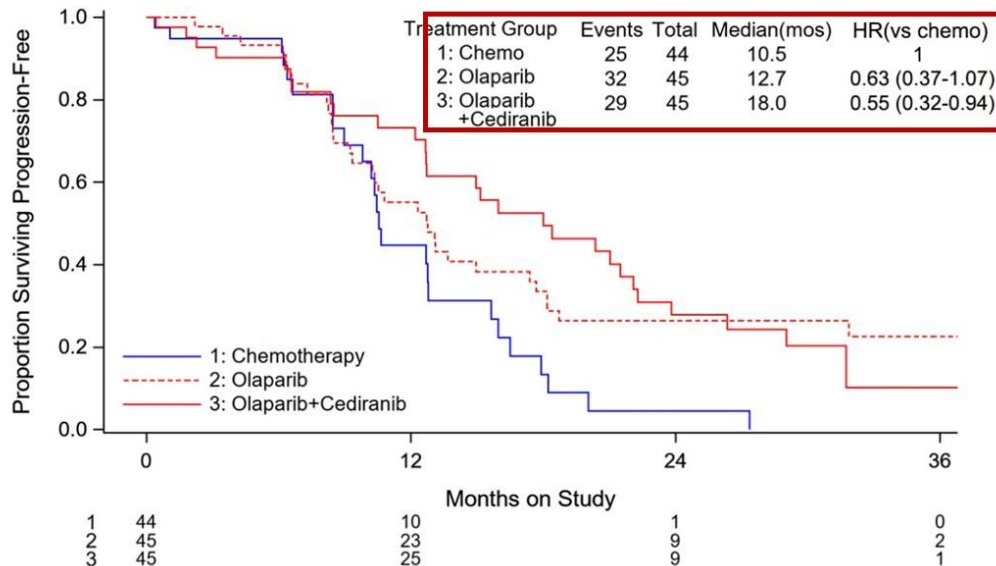 Treatment Group Events Total Median(mos) HR(vs chemo)
1: Chemo 25 44 10.5 1
2: Olaparib 32 45 12.7 0.63 (0.37-1.07)
3: Olaparib 29 45 18.0 0.55 (0.32-0.94)
+Cediranib
Proportion Surviving Progression-Free
1.0
0.8
0.6
0.4
0.2
0.0
1: Chemotherapy
2: Olaparib
3: Olaparib+Cediranib
0 12 24 36
Months on Study
1 44 10 1 0
2 45 23 9 2
3 45 25 9 1